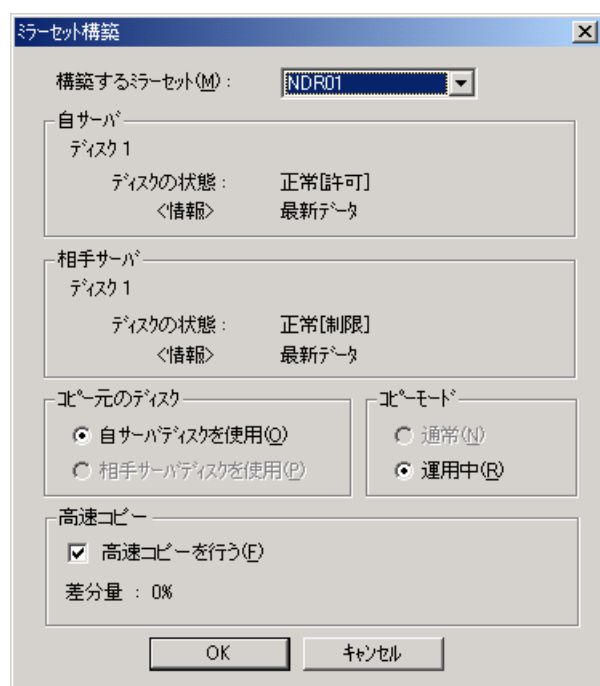 ﾐﾗｰｾｯﾄ構築
構築するﾐﾗｰｾｯﾄ(M)： NDR01
自ｻｰﾊﾞ
ﾃﾞｨｽｸ 1
ﾃﾞｨｽｸの状態： 正常[許可]
<情報> 最新ﾃﾞｰﾀ
相手ｻｰﾊﾞ
ﾃﾞｨｽｸ 1
ﾃﾞｨｽｸの状態： 正常[制限]
<情報> 最新ﾃﾞｰﾀ
ｺﾋﾟｰ元のﾃﾞｨｽｸ
自ｻｰﾊﾞﾃﾞｨｽｸを使用(O)
相手ｻｰﾊﾞﾃﾞｨｽｸを使用(P)
ｺﾋﾟｰﾓｰﾄﾞ
通常(N)
運用中(R)
高速コピー
高速コピーを行う(F)
差分量 : 0%
OK ｷｬﾝｾﾙ